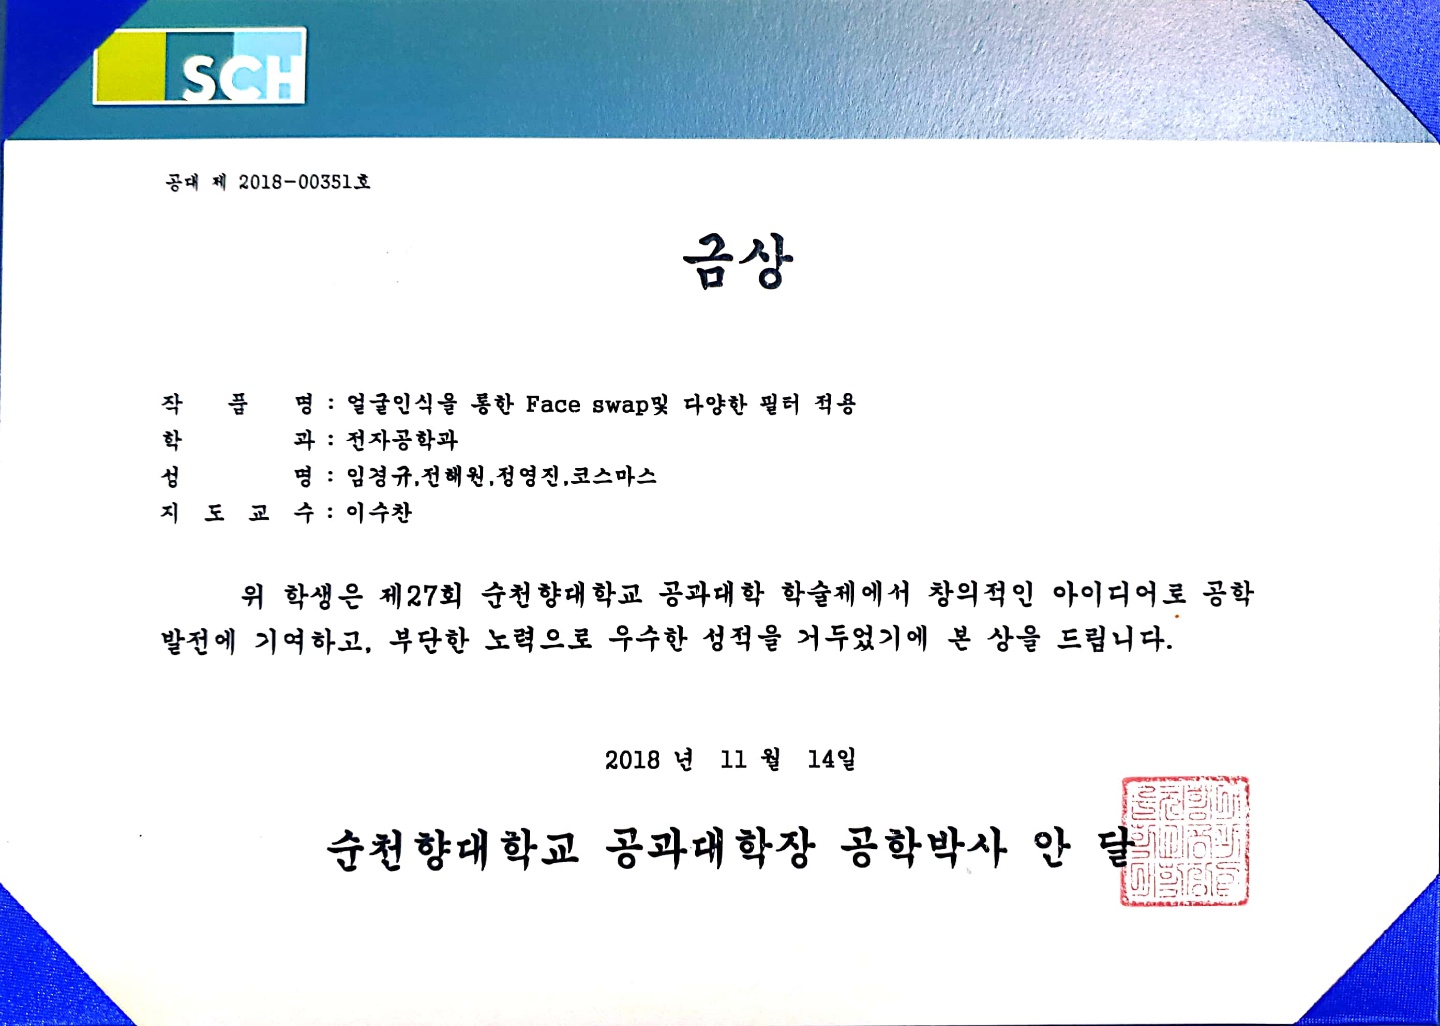 SCH
공대 제 2018-00351호
금상
작 품 명 : 얼굴인식을 통한 Face swap및 다양한 필터 적용
학 과 : 전자공학과
성 명 : 임경규,전해원,정영진,코스마스
지 도 교 수 : 이수찬
위 학생은 제27회 순천향대학교 공과대학 학술제에서 창의적인 아이디어로 공학
발전에 기여하고, 부단한 노력으로 우수한 성적을 거두었기에 본 상을 드립니다.
2018 년 11 월 14일
순천향대학교 공과대학장 공학박사 안 달